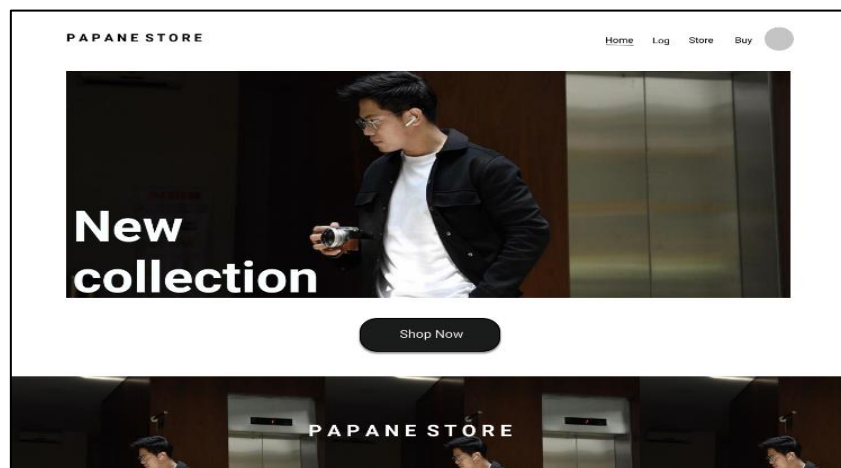 PAPANE STORE
Home Log Store Buy
New
collection
Shop Now
PAPANE STORE